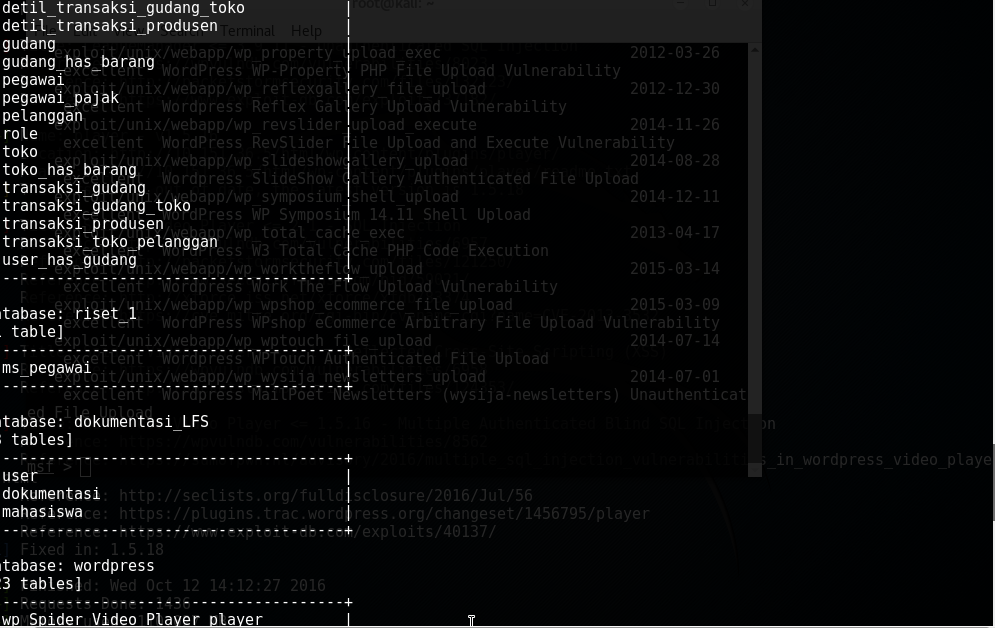 detil_transaksi_gudang_toko |
detil_transaksi_produsen |
gudang |
gudang_has_barang |
pegawai |
pegawai_pajak |
pelanggan |
role |
toko |
toko_has_barang |
transaksi_gudang |
transaksi_gudang_toko |
transaksi_produsen |
transaksi_toko_pelanggan |
user_has_gudang |
--------------------------------------+
atabase: riset_1
table]
--------------------------------------+
ms_pegawai |
--------------------------------------+
atabase: dokumentasi_LFS
3 tables]
--------------------------------------+
user |
dokumentasi |
mahasiswa |
--------------------------------------+
atabase: wordpress
23 tables]
--------------------------------------+
wp_Spider_Video_Player_player |
root@kali: ~
Search Terminal Help
exploit/unix/webapp/wp_property_upload_exec 2012-03-26
excellent WordPress WP-Property PHP File Upload Vulnerability
exploit/unix/webapp/wp_reflexgallery_file_upload 2012-12-30
excellent Wordpress Reflex Gallery Upload Vulnerability
exploit/unix/webapp/wp_revslider_upload_execute 2014-11-26
excellent WordPress RevSlider File Upload and Execute Vulnerability
exploit/unix/webapp/wp_slideshowgallery_upload 2014-08-28
excellent Wordpress SlideShow Gallery Authenticated File Upload
exploit/unix/webapp/wp_symposium_shell_upload 2014-12-11
excellent WordPress WP Symposium 14.11 Shell Upload
exploit/unix/webapp/wp_total_cache_exec 2013-04-17
excellent WordPress W3 Total Cache PHP Code Execution
exploit/unix/webapp/wp_worktheflow_upload 2015-03-14
excellent WordPress Work The Flow Upload Vulnerability
exploit/unix/webapp/wp_wpshop_ecommerce_file_upload 2015-03-09
excellent WordPress WPshop eCommerce Arbitrary File Upload Vulnerability
exploit/unix/webapp/wp_wptouch_file_upload 2014-07-14
excellent WordPress WPTouch Authenticated File Upload
exploit/unix/webapp/wp_wysija_newsletters_upload 2014-07-01
excellent WordPress MailPoet Newsletters (wysija-newsletters) Unauthenticat
ed File Upload
msf >
Player <= 1.5.16 - Multiple Authenticated Blind SQL Injection
https://wpvulndb.com/vulnerabilities/8562
/2016/multiple_sql_injection_vulnerabilities_in_wordpress_video_playe
http://seclists.org/fulldisclosure/2016/Jul/56
https://plugins.trac.wordpress.org/changeset/1456795/player
Reference: https://www.exploit-db.com/exploits/40137/
Fixed in: 1.5.18
Wed Oct 12 14:12:27 2016
Requests Done: 1436